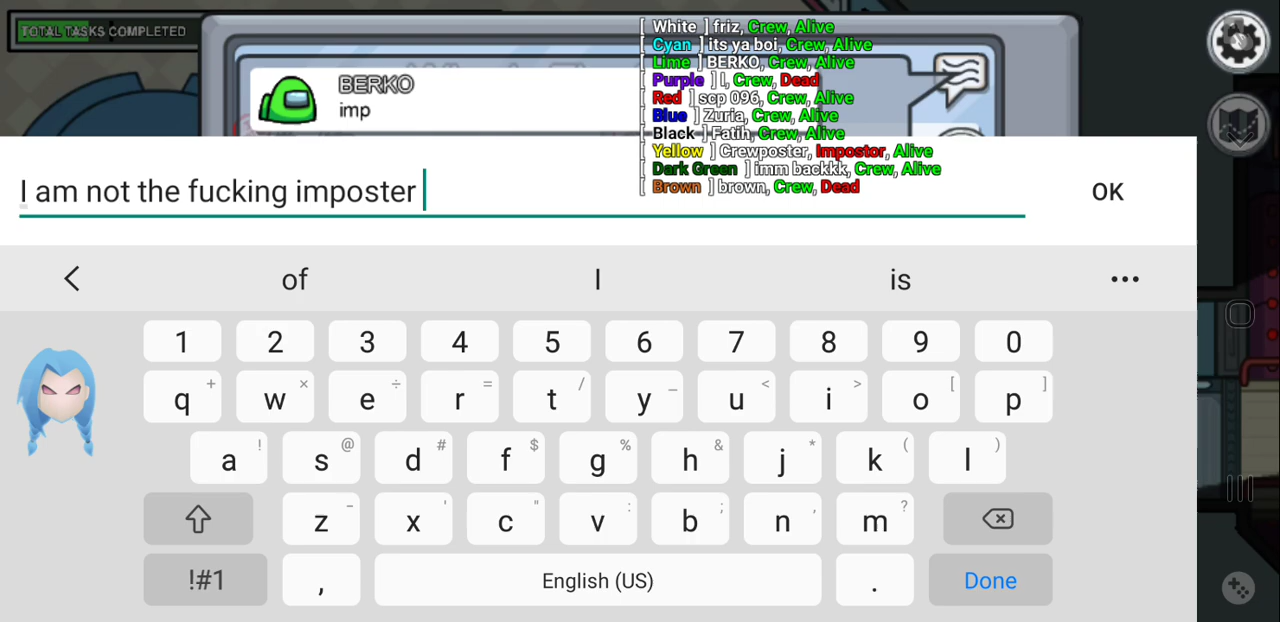 TOTAL TASKS COMPLETED
[ White ] friz, Crew, Alive
[ Cyan ] its ya boi, Crew, Alive
[ Lime ] BERKO, Crew, Alive
[ Purple ] l, Crew, Dead
[ Red ] scp 096, Crew, Alive
[ Blue ] Zuria, Crew, Alive
[ Black ] Fatih, Crew, Alive
[ Yellow ] Crewposter, Impostor, Alive
[ Dark Green ] imm backkk, Crew, Alive
[ Brown ] brown, Crew, Dead
BERKO
imp
I am not the fucking imposter
OK
of I is
1 2 3 4 5 6 7 8 9 0
q + w × e ÷ r = t / y _ u < i > o [ p ]
a ! s @ d # f $ g % h & j * k ( l )
z - x ' c " v : b ; n , m ?
!#1 , English (US) . Done